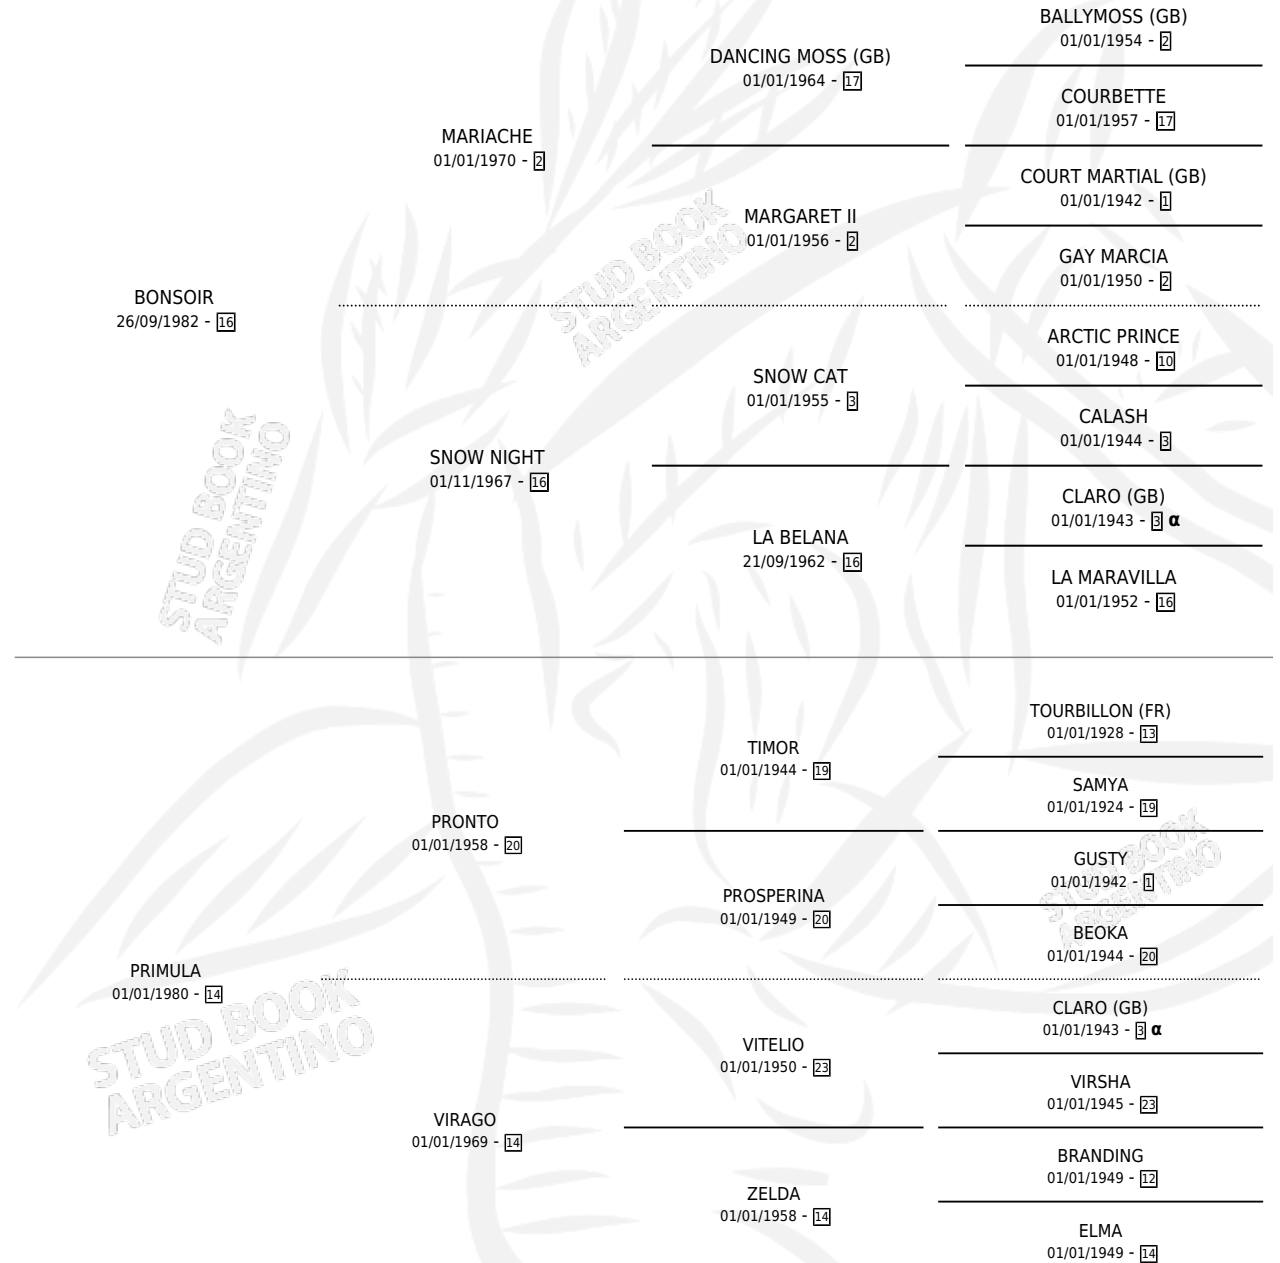 BALLYMOSS (GB)
01/01/1954 - 2
DANCING MOSS (GB)
01/01/1964 - 17
COURBETTE
01/01/1957 - 17
MARIACHE
01/01/1970 - 2
COURT MARTIAL (GB)
01/01/1942 - 1
MARGARET II
01/01/1956 - 2
GAY MARCIA
01/01/1950 - 2
BONSOIR
26/09/1982 - 16
ARCTIC PRINCE
01/01/1948 - 10
SNOW CAT
01/01/1955 - 3
CALASH
01/01/1944 - 3
SNOW NIGHT
01/11/1967 - 16
CLARO (GB)
01/01/1943 - 3 α
LA BELANA
21/09/1962 - 16
LA MARAVILLA
01/01/1952 - 16
TOURBILLON (FR)
01/01/1928 - 13
TIMOR
01/01/1944 - 19
SAMYA
01/01/1924 - 19
PRONTO
01/01/1958 - 20
GUSTY
01/01/1942 - 1
PROSPERINA
01/01/1949 - 20
BEOKA
01/01/1944 - 20
PRIMULA
01/01/1980 - 14
CLARO (GB)
01/01/1943 - 3 α
VITELIO
01/01/1950 - 23
VIRSHA
01/01/1945 - 23
VIRAGO
01/01/1969 - 14
BRANDING
01/01/1949 - 12
ZELDA
01/01/1958 - 14
ELMA
01/01/1949 - 14
STUD BOOK
ARGENTINO
STUD BOOK
ARGENTINO
STUD BOOK
ARGENTINO
STUD BOOK
ARGENTINO